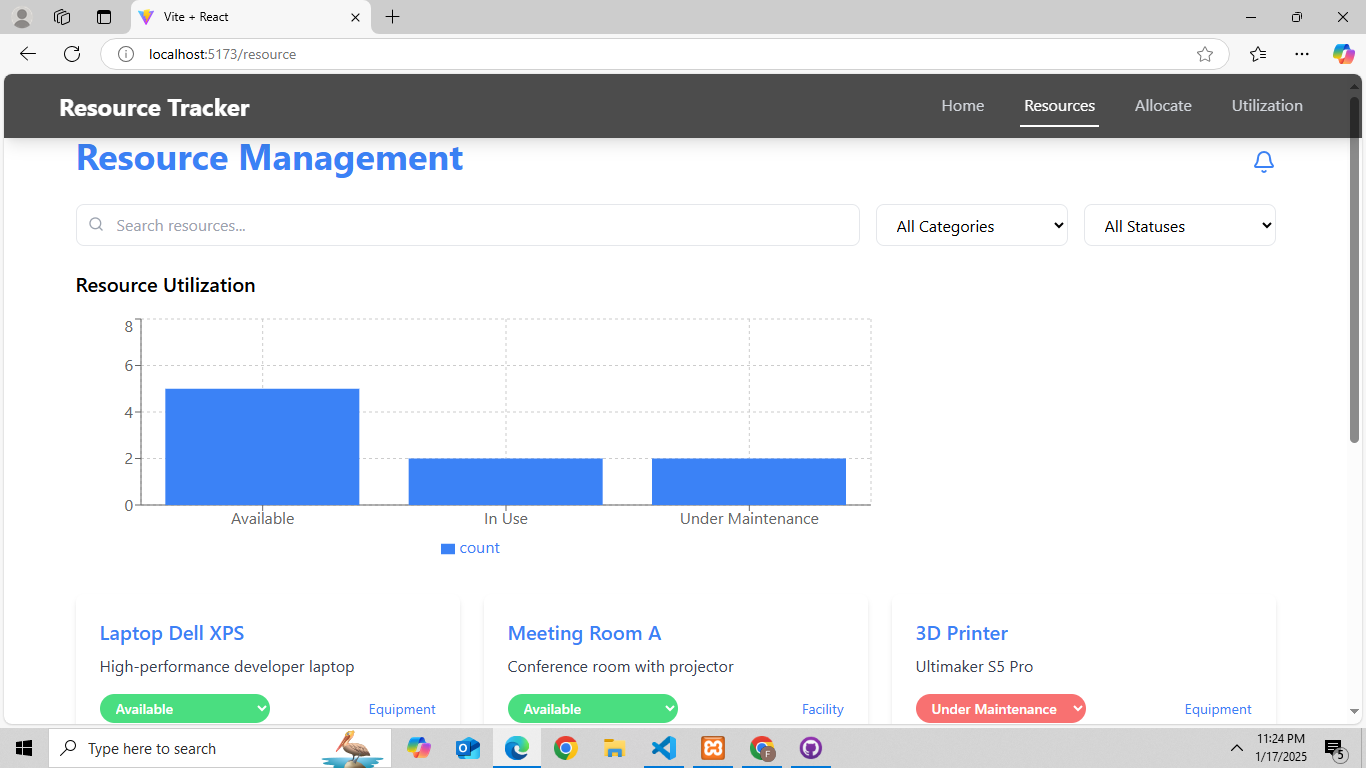 Vite + React
localhost:5173/resource
Resource Tracker
Home
Resources
Allocate
Utilization
Resource Management
Search resources...
All Categories
All Statuses
Resource Utilization
8
6
4
2
0
Available
In Use
Under Maintenance
count
Laptop Dell XPS
High-performance developer laptop
Available
Equipment
Meeting Room A
Conference room with projector
Available
Facility
3D Printer
Ultimaker S5 Pro
Under Maintenance
Equipment
Type here to search
F
11:24 PM
1/17/2025
5